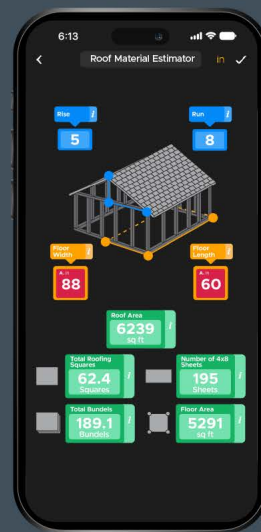 6:13
Roof Material Estimator
in
Rise
i
Run
i
5
8
Floor Width
i
Floor Length
i
88
60
Roof Area
i
6239
sq ft
Total Roofing Squares
i
62.4
Squares
Number of 4x8 Sheets
i
195
Sheets
Total Bundels
i
189.1
Bundels
Floor Area
i
5291
sq ft